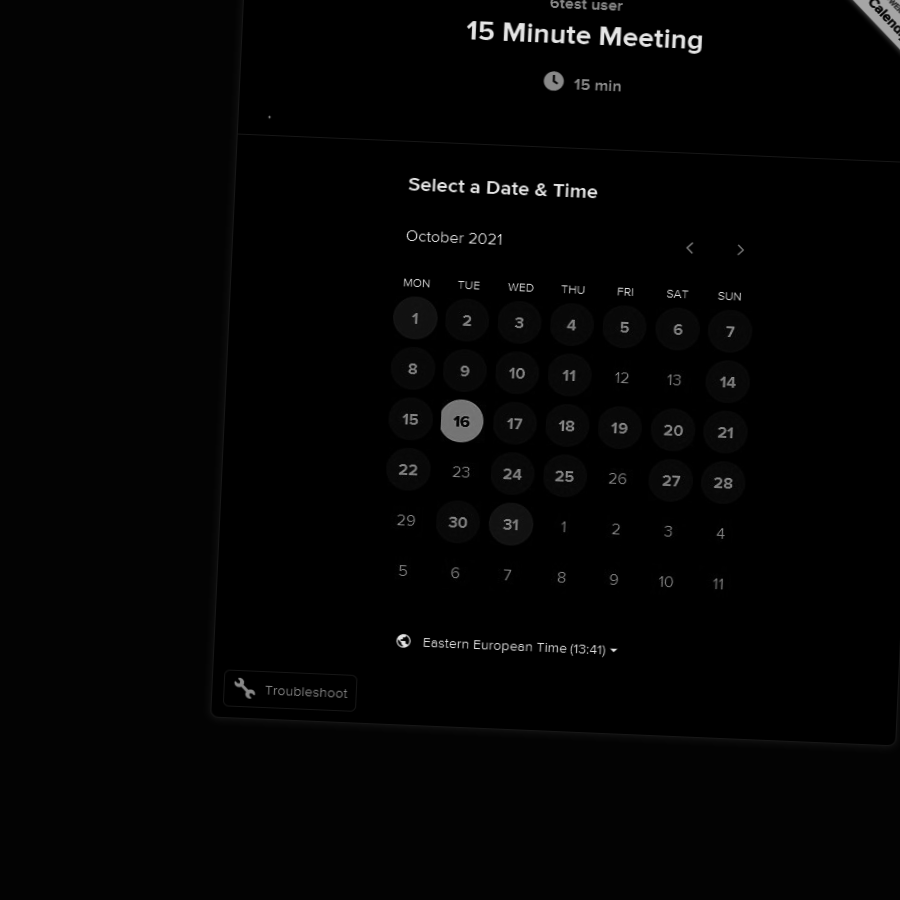 6test user
15 Minute Meeting
15 min
Select a Date & Time
October 2021
MON TUE WED THU FRI SAT SUN
1 2 3 4 5 6 7
8 9 10 11 12 13 14
15 16 17 18 19 20 21
22 23 24 25 26 27 28
29 30 31 1 2 3 4
5 6 7 8 9 10 11
Eastern European Time (13:41)
Troubleshoot